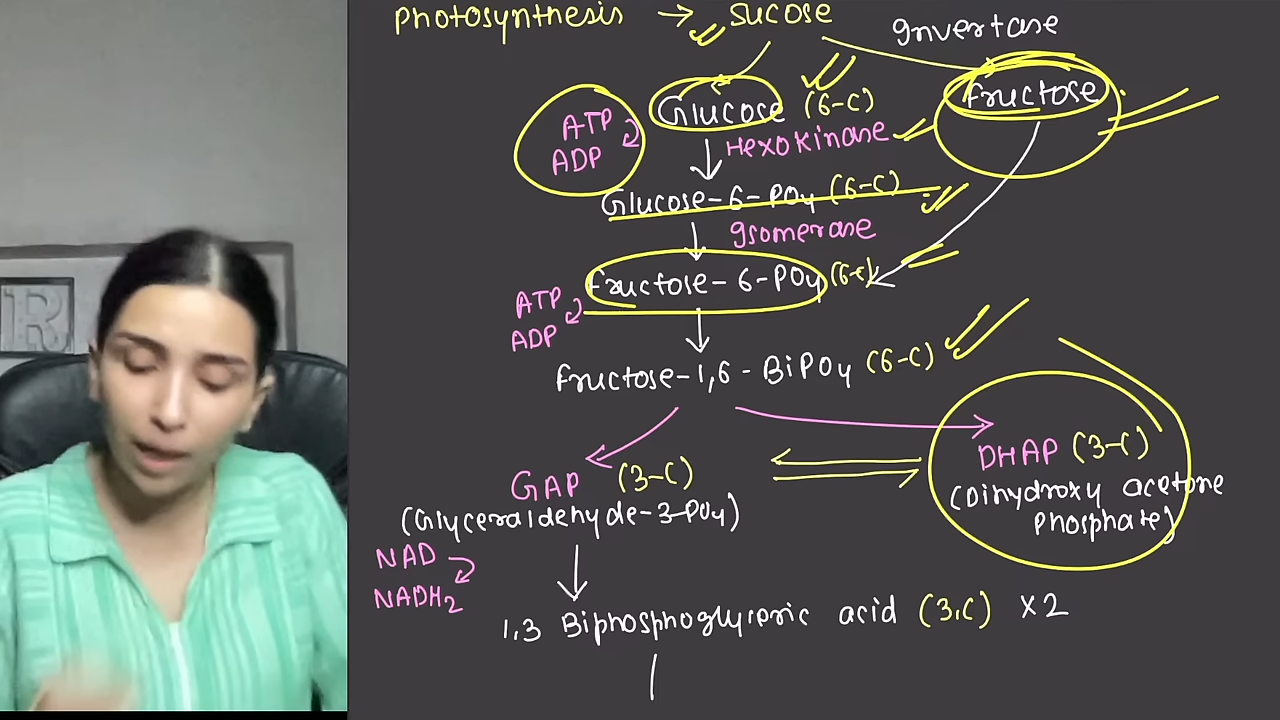 Photosynthesis → sucose
Invertase
Glucose (6-C)
fructose
ATP
ADP
Hexokinase
Glucose-6-PO4 (6-C)
Isomerase
fructose-6-PO4 (6-C)
ATP
ADP
fructose-1,6-BiPO4 (6-C)
GAP (3-C)
DHAP (3-C)
(Glyceraldehyde-3-PO4)
(Dihydroxy acetone
Phosphate)
NAD
NADH2
1,3 Biphosphoglyceric acid (3,C) x2
R